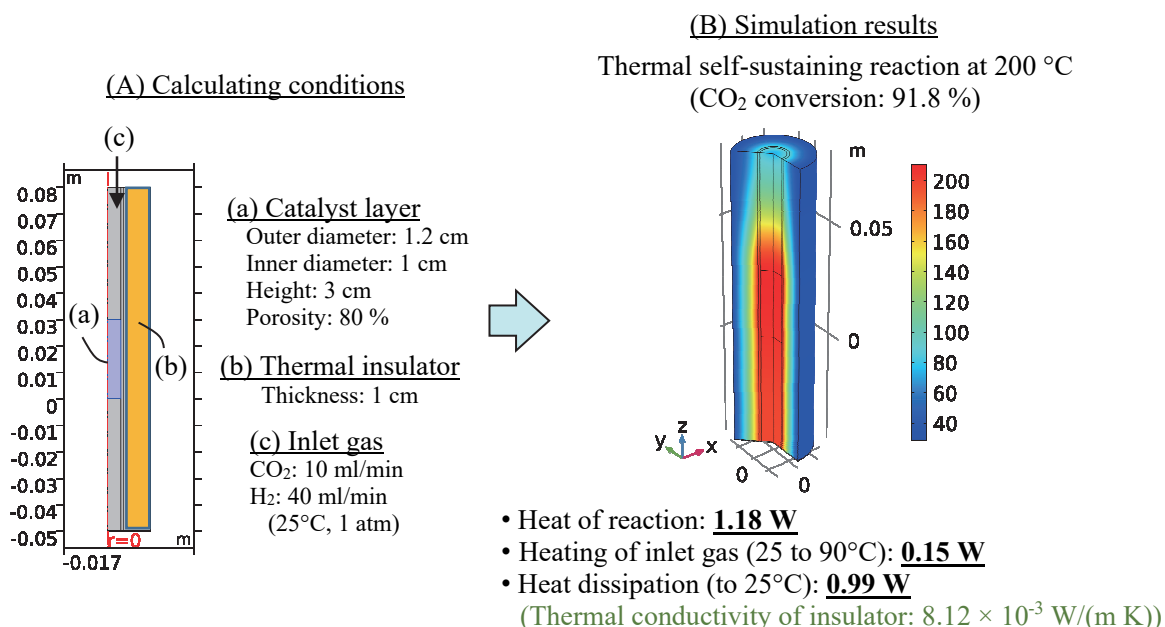 (A) Calculating conditions
(c)
m
0.08
0.07
0.06
0.05
0.04
0.03
0.02
0.01
0
-0.01
-0.02
-0.03
-0.04
-0.05
r=0
m
-0.017
(a)
(b)
(a) Catalyst layer
Outer diameter: 1.2 cm
Inner diameter: 1 cm
Height: 3 cm
Porosity: 80 %
(b) Thermal insulator
Thickness: 1 cm
(c) Inlet gas
CO₂: 10 ml/min
H₂: 40 ml/min
(25°C, 1 atm)
(B) Simulation results
Thermal self-sustaining reaction at 200 °C
(CO₂ conversion: 91.8 %)
m
0.05
0
z
y
x
0
0
200
180
160
140
120
100
80
60
40
• Heat of reaction: 1.18 W
• Heating of inlet gas (25 to 90°C): 0.15 W
• Heat dissipation (to 25°C): 0.99 W
(Thermal conductivity of insulator: 8.12 × 10⁻³ W/(m K))